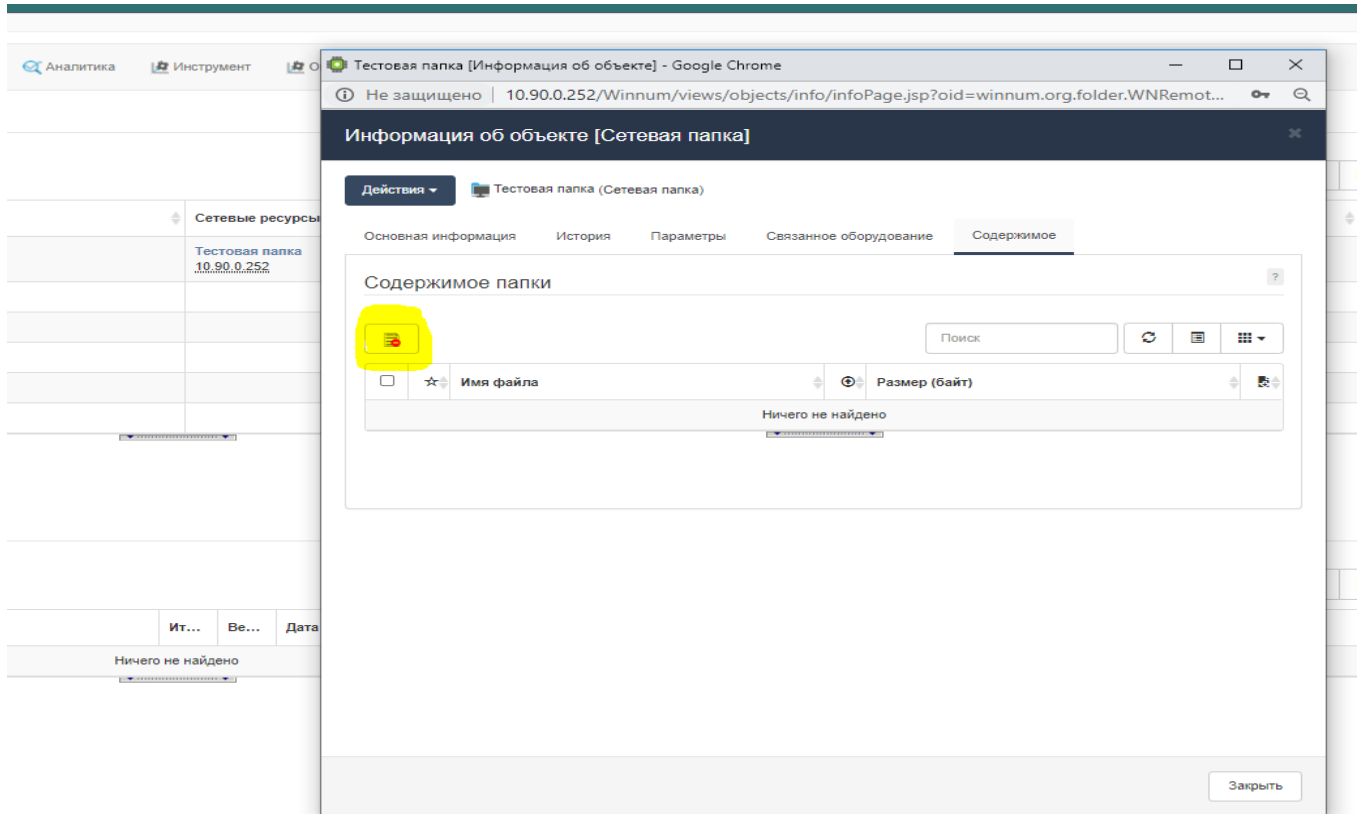 Аналитика Инструмент О
Тестовая папка [Информация об объекте] - Google Chrome
Не защищено | 10.90.0.252/Winnum/views/objects/info/infoPage.jsp?oid=winnum.org.folder.WNRemot...
Информация об объекте [Сетевая папка]
Действия Тестовая папка (Сетевая папка)
Сетевые ресурсы
Тестовая папка
10.90.0.252
Основная информация История Параметры Связанное оборудование Содержимое
Содержимое папки ?
Поиск
Имя файла Размер (байт)
Ничего не найдено
Ит... Ве... Дата
Ничего не найдено
Закрыть